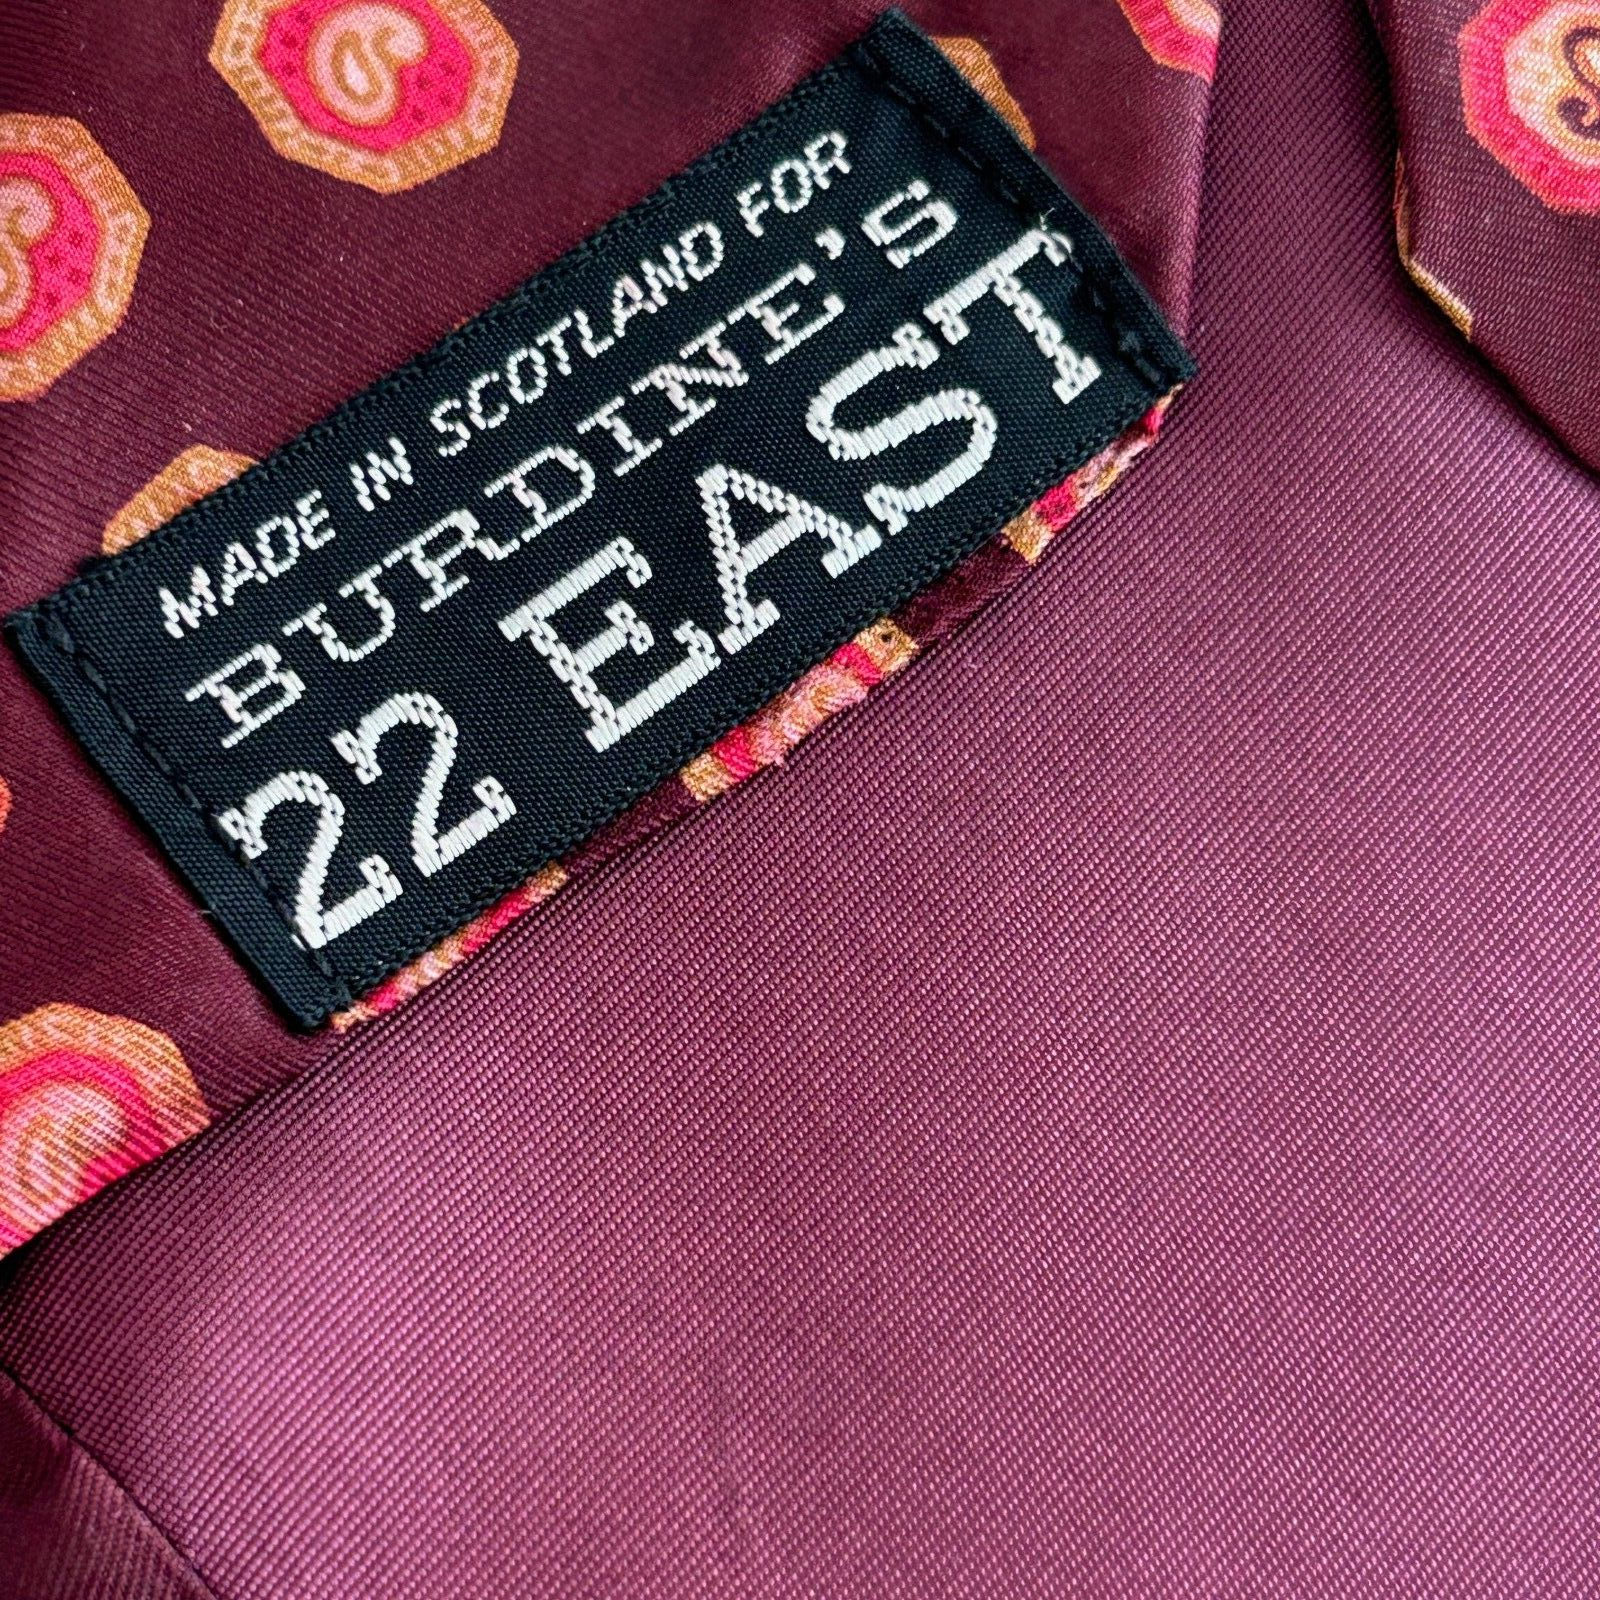 MADE IN SCOTLAND FOR
BURDINE'S
22 EAST